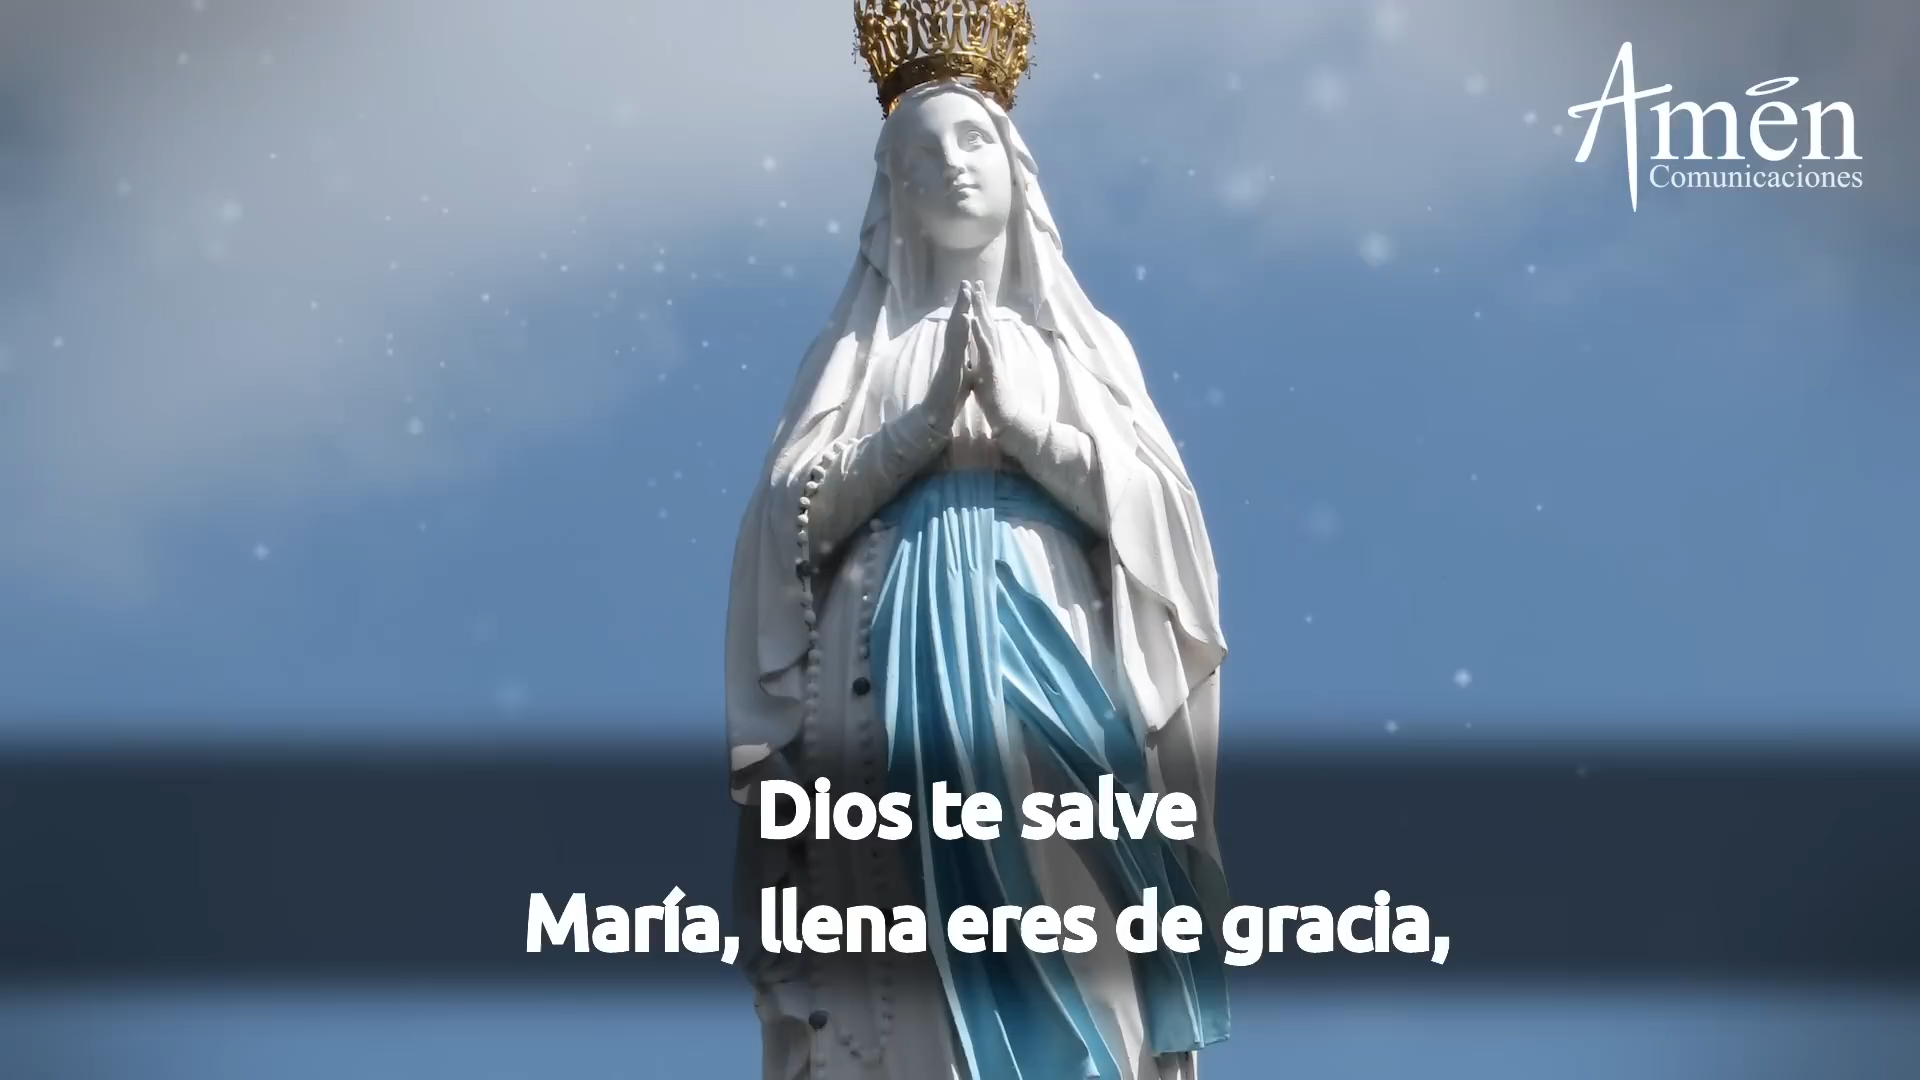 Amén
Comunicaciones
Dios te salve
María, llena eres de gracia,